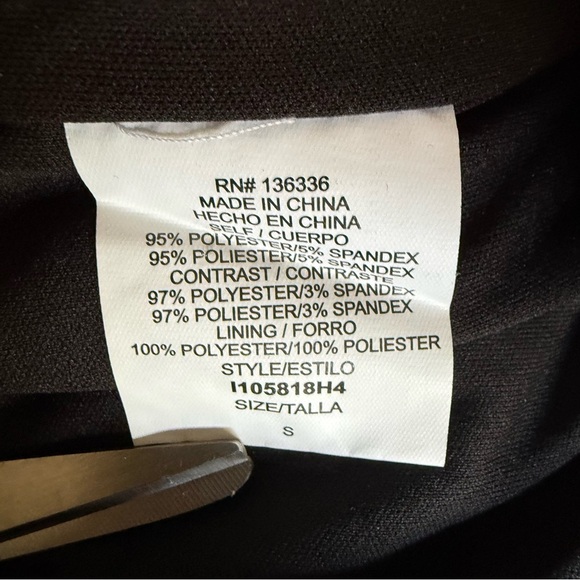 RN# 136336
MADE IN CHINA
HECHO EN CHINA
SELF / CUERPO
95% POLYESTER/5% SPANDEX
95% POLIESTER/5% SPANDEX
CONTRAST / CONTRASTE
97% POLYESTER/3% SPANDEX
97% POLIESTER/3% SPANDEX
LINING / FORRO
100% POLYESTER/100% POLIESTER
STYLE/ESTILO
I105818H4
SIZE/TALLA
S